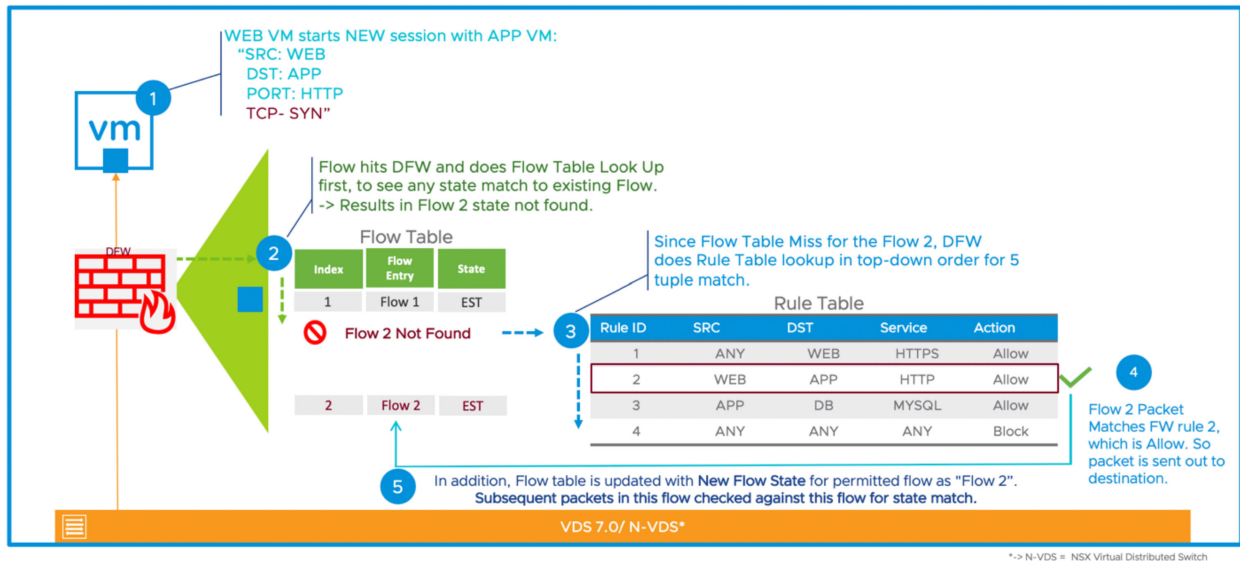 WEB VM starts NEW session with APP VM:
“SRC: WEB
DST: APP
PORT: HTTP
TCP- SYN”
1
vm
Flow hits DFW and does Flow Table Look Up
first, to see any state match to existing Flow.
-> Results in Flow 2 state not found.
2
DFW
Flow Table
Index Flow Entry State
1 Flow 1 EST
Flow 2 Not Found
2 Flow 2 EST
Since Flow Table Miss for the Flow 2, DFW
does Rule Table lookup in top-down order for 5
tuple match.
3
Rule Table
Rule ID SRC DST Service Action
1 ANY WEB HTTPS Allow
2 WEB APP HTTP Allow
3 APP DB MYSQL Allow
4 ANY ANY ANY Block
4
Flow 2 Packet
Matches FW rule 2,
which is Allow. So
packet is sent out to
destination.
5
In addition, Flow table is updated with New Flow State for permitted flow as "Flow 2".
Subsequent packets in this flow checked against this flow for state match.
VDS 7.0/ N-VDS*
*-> N-VDS = NSX Virtual Distributed Switch